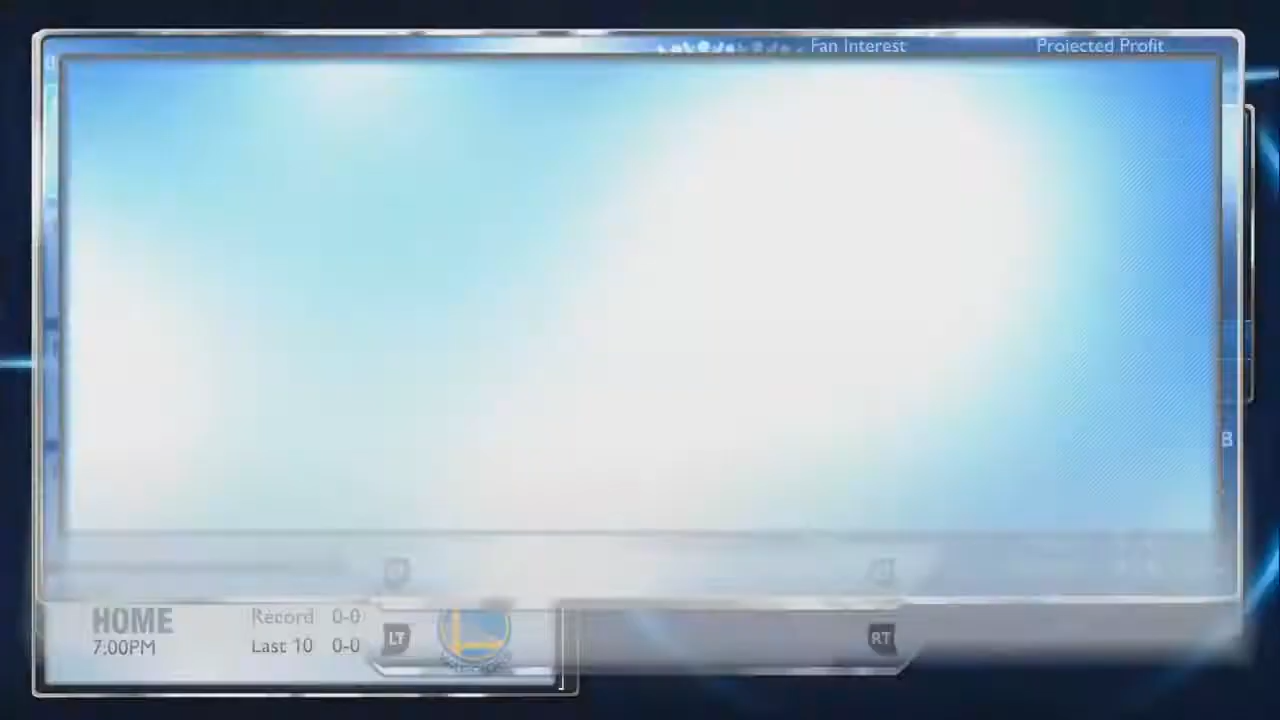 Fan Interest
Projected Profit
B
HOME
Record 0-0
7:00PM
Last 10 0-0
LT
RT